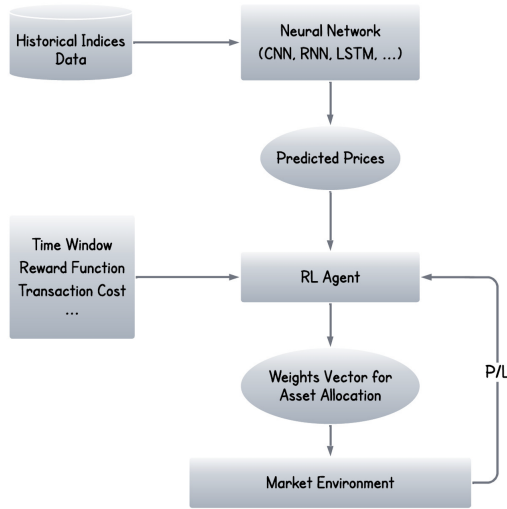 Historical Indices
Data
Neural Network
(CNN, RNN, LSTM, ...)
Predicted Prices
Time Window
Reward Function
Transaction Cost
...
RL Agent
Weights Vector for
Asset Allocation
P/L
Market Environment